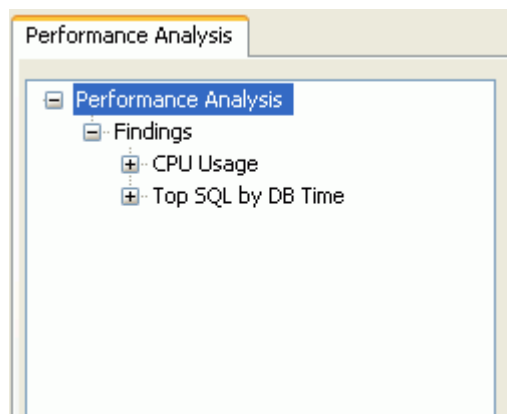 Performance Analysis
Performance Analysis
Findings
CPU Usage
Top SQL by DB Time